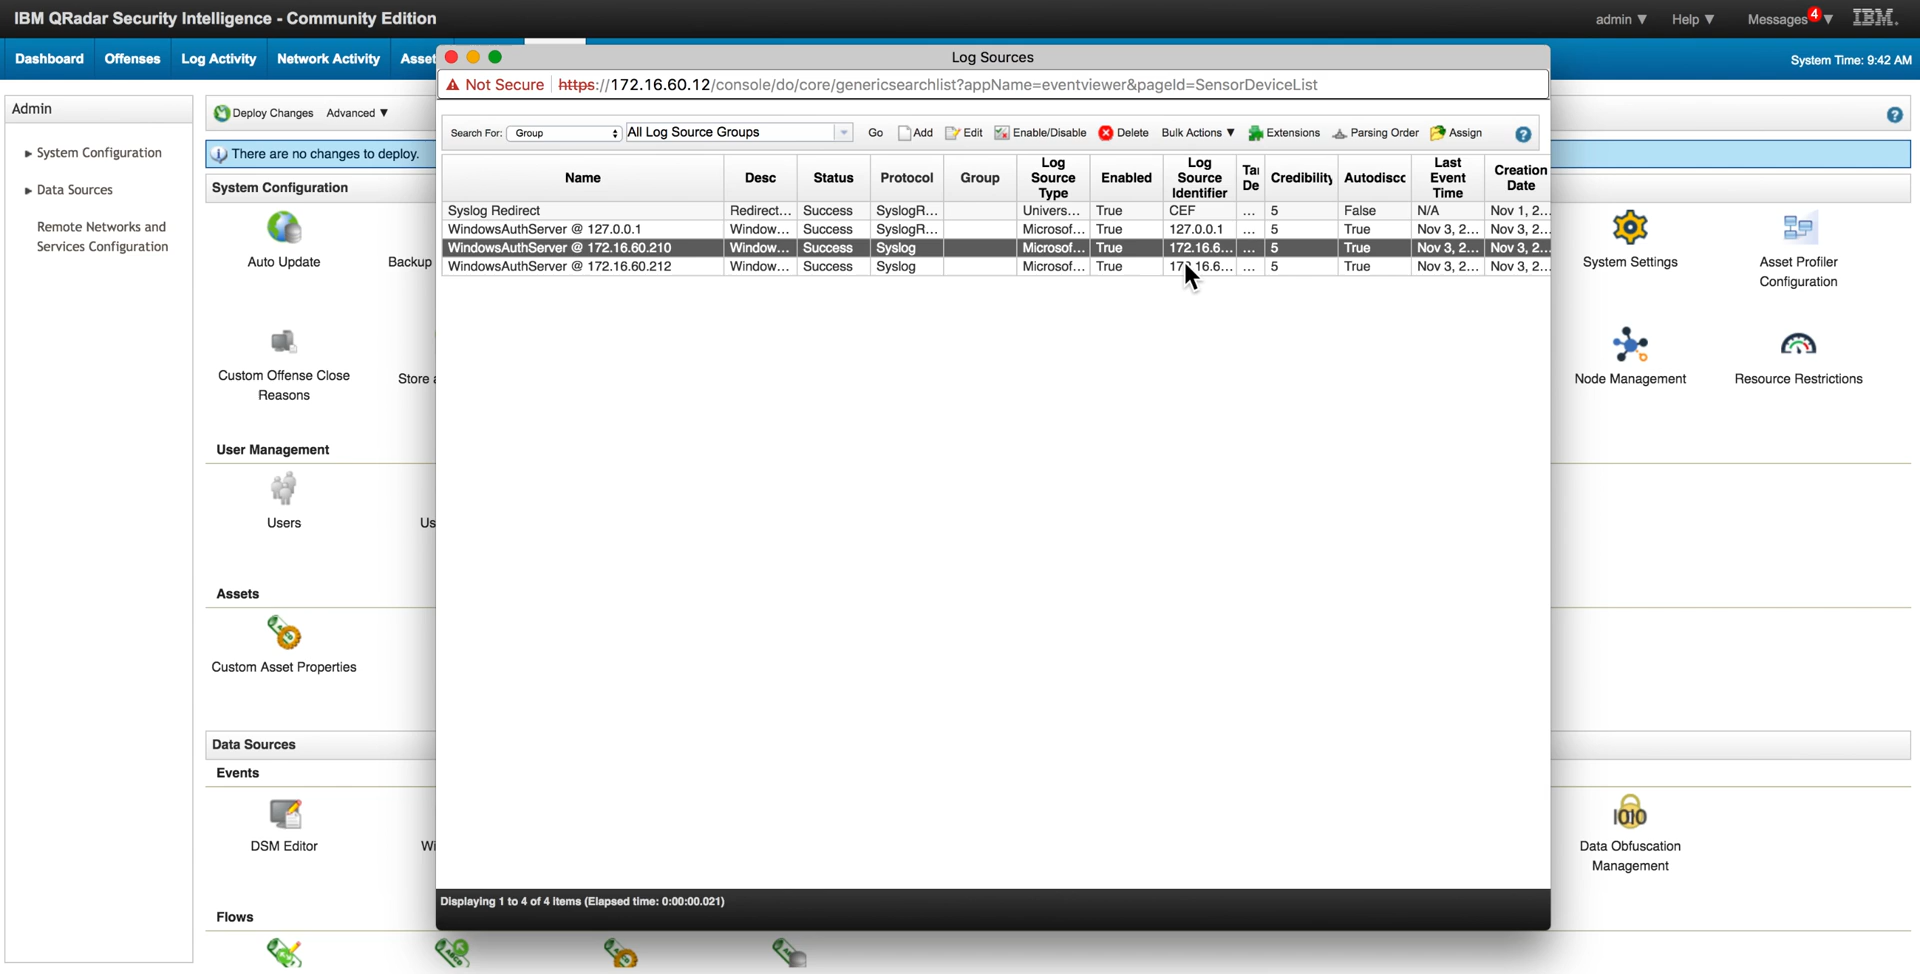 IBM QRadar Security Intelligence - Community Edition
admin ▼ Help ▼ Messages 4 ▼ IBM.
Dashboard Offenses Log Activity Network Activity Asset
System Time: 9:42 AM
Log Sources
Not Secure https://172.16.60.12/console/do/core/genericsearchlist?appName=eventviewer&pageId=SensorDeviceList
Admin
System Configuration
Data Sources
Remote Networks and
Services Configuration
Deploy Changes Advanced ▼
There are no changes to deploy.
System Configuration
Auto Update
Backup
Custom Offense Close
Reasons
Store
User Management
Users
Us
Assets
Custom Asset Properties
Data Sources
Events
DSM Editor
Wi
Flows
Search For: Group All Log Source Groups Go Add Edit Enable/Disable Delete Bulk Actions ▼ Extensions Parsing Order Assign
Name Desc Status Protocol Group Log Source Type Enabled Log Source Identifier Tar De Credibility Autodisco Last Event Time Creation Date
Syslog Redirect Redirect... Success SyslogR... Univers... True CEF ... 5 False N/A Nov 1, 2...
WindowsAuthServer @ 127.0.0.1 Window... Success SyslogR... Microsof... True 127.0.0.1 ... 5 True Nov 3, 2... Nov 3, 2...
WindowsAuthServer @ 172.16.60.210 Window... Success Syslog Microsof... True 172.16.6... ... 5 True Nov 3, 2... Nov 3, 2...
WindowsAuthServer @ 172.16.60.212 Window... Success Syslog Microsof... True 172.16.6... ... 5 True Nov 3, 2... Nov 3, 2...
Displaying 1 to 4 of 4 items (Elapsed time: 0:00:00.021)
System Settings
Asset Profiler
Configuration
Node Management
Resource Restrictions
Data Obfuscation
Management